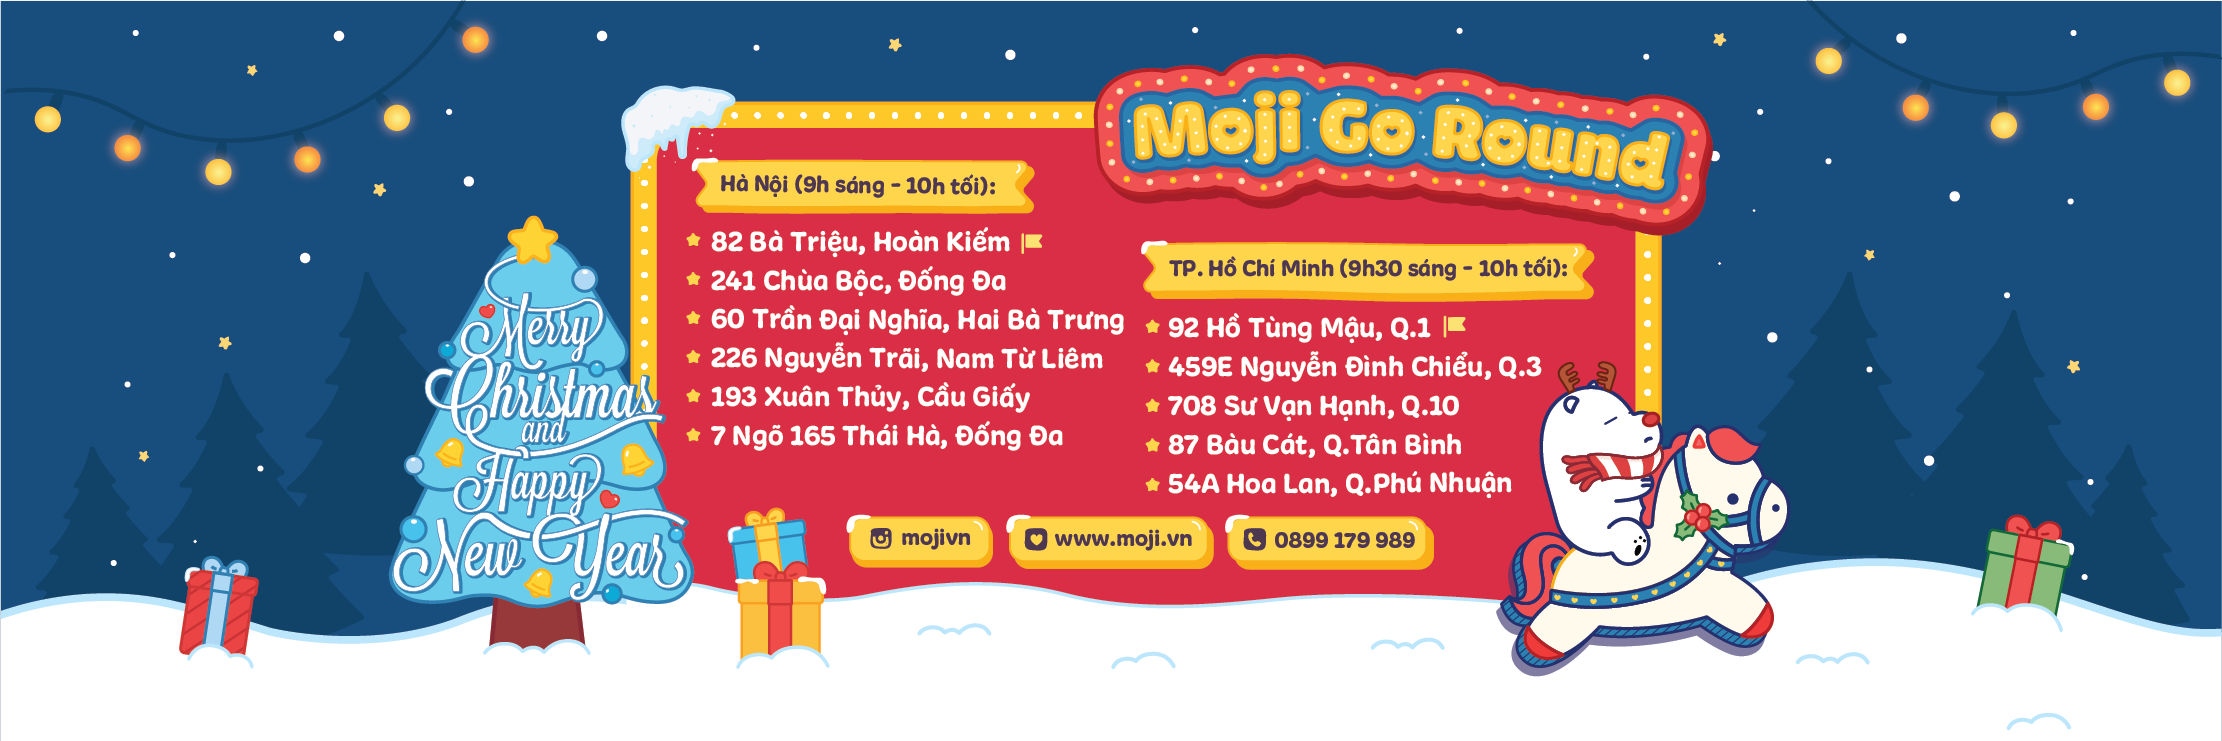 Moji Go Round
Hà Nội (9h sáng - 10h tối):
82 Bà Triệu, Hoàn Kiếm
241 Chùa Bộc, Đống Đa
60 Trần Đại Nghĩa, Hai Bà Trưng
226 Nguyễn Trãi, Nam Từ Liêm
193 Xuân Thủy, Cầu Giấy
7 Ngõ 165 Thái Hà, Đống Đa
TP. Hồ Chí Minh (9h30 sáng - 10h tối):
92 Hồ Tùng Mậu, Q.1
459E Nguyễn Đình Chiểu, Q.3
708 Sư Vạn Hạnh, Q.10
87 Bàu Cát, Q.Tân Bình
54A Hoa Lan, Q.Phú Nhuận
Merry
Christmas
and
Happy
New Year
mojivn
www.moji.vn
0899 179 989